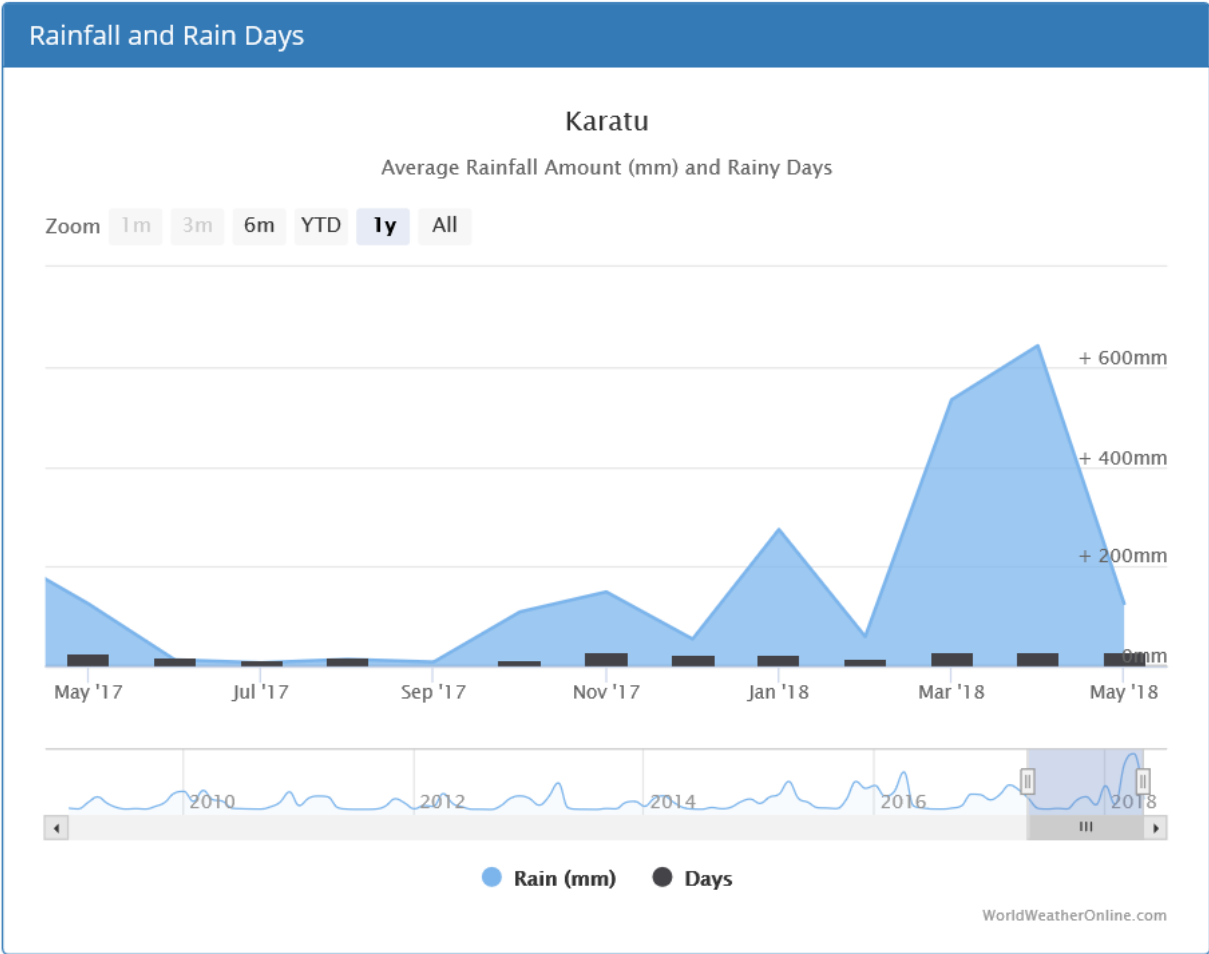 Rainfall and Rain Days
Karatu
Average Rainfall Amount (mm) and Rainy Days
Zoom 1m 3m 6m YTD 1y All
+ 600mm
+ 400mm
+ 200mm
0mm
May '17 Jul '17 Sep '17 Nov '17 Jan '18 Mar '18 May '18
2010 2012 2014 2016 2018
Rain (mm) Days
WorldWeatherOnline.com